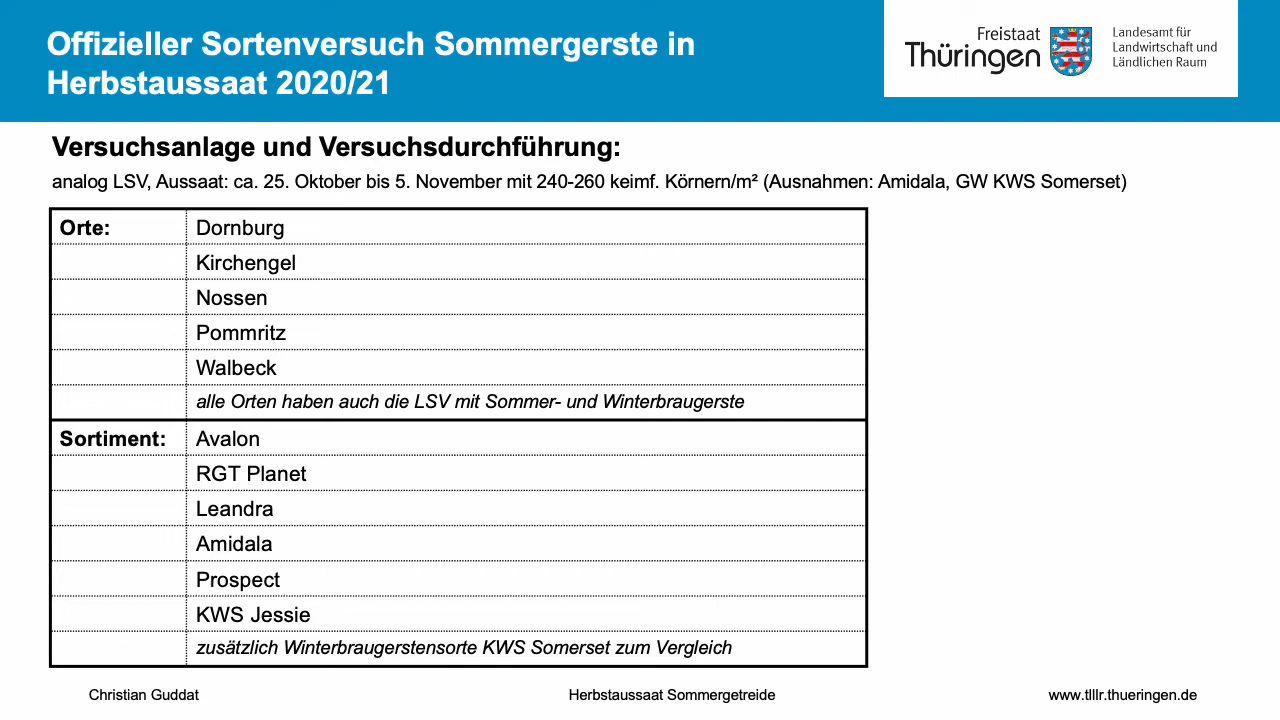 Offizieller Sortenversuch Sommergerste in
Herbstaussaat 2020/21
Freistaat
Thüringen
Landesamt für
Landwirtschaft und
Ländlichen Raum
Versuchsanlage und Versuchsdurchführung:
analog LSV, Aussaat: ca. 25. Oktober bis 5. November mit 240-260 keimf. Körnern/m² (Ausnahmen: Amidala, GW KWS Somerset)
Orte: Dornburg
Kirchengel
Nossen
Pommritz
Walbeck
alle Orten haben auch die LSV mit Sommer- und Winterbraugerste
Sortiment: Avalon
RGT Planet
Leandra
Amidala
Prospect
KWS Jessie
zusätzlich Winterbraugerstensorte KWS Somerset zum Vergleich
Christian Guddat Herbstaussaat Sommergetreide www.tlllr.thueringen.de